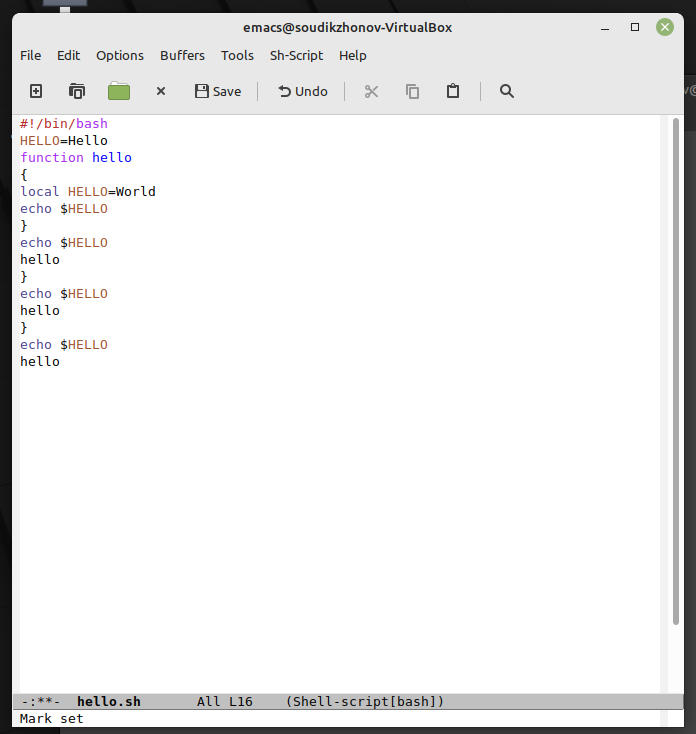 emacs@soudikzhonov-VirtualBox
File Edit Options Buffers Tools Sh-Script Help
Save Undo
#!/bin/bash
HELLO=Hello
function hello
{
local HELLO=World
echo $HELLO
}
echo $HELLO
hello
}
echo $HELLO
hello
}
echo $HELLO
hello
-:**- hello.sh All L16 (Shell-script[bash])
Mark set